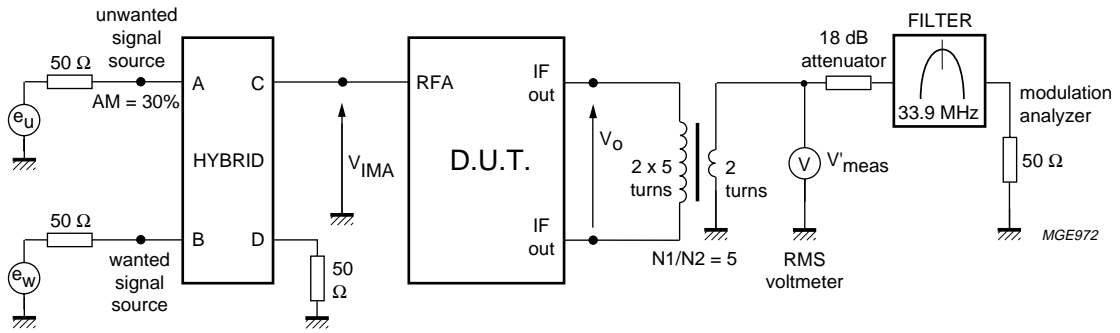 unwanted
signal
source
50 Ω
e_u
AM = 30%
A
C
HYBRID
B
D
50 Ω
e_w
wanted
signal
source
50
Ω
V_IMA
RFA
IF
out
D.U.T.
IF
out
V_o
2 x 5
turns
2
turns
N1/N2 = 5
18 dB
attenuator
V
V'meas
RMS
voltmeter
FILTER
33.9 MHz
modulation
analyzer
50 Ω
MGE972